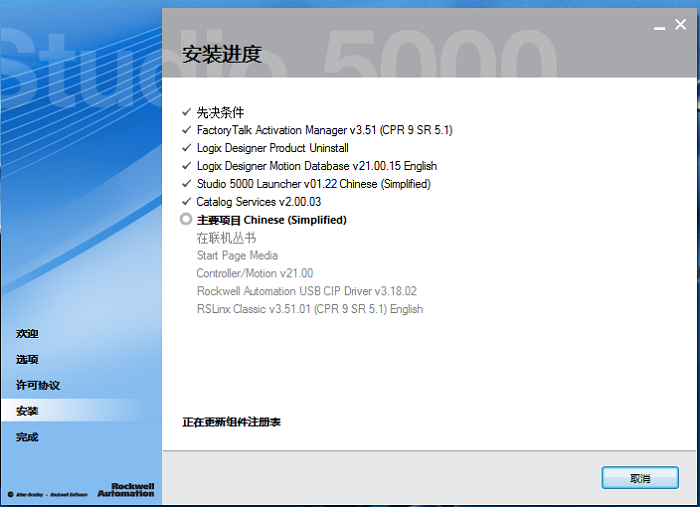 Studio 5000
安装进度
先决条件
FactoryTalk Activation Manager v3.51 (CPR 9 SR 5.1)
Logix Designer Product Uninstall
Logix Designer Motion Database v21.00.15 English
Studio 5000 Launcher v01.22 Chinese (Simplified)
Catalog Services v2.00.03
主要项目 Chinese (Simplified)
在联机丛书
Start Page Media
Controller/Motion v21.00
Rockwell Automation USB CIP Driver v3.18.02
RSLinx Classic v3.51.01 (CPR 9 SR 5.1) English
欢迎
选项
许可协议
安装
完成
正在更新组件注册表
取消
Allen-Bradley · Rockwell Software
Rockwell
Automation